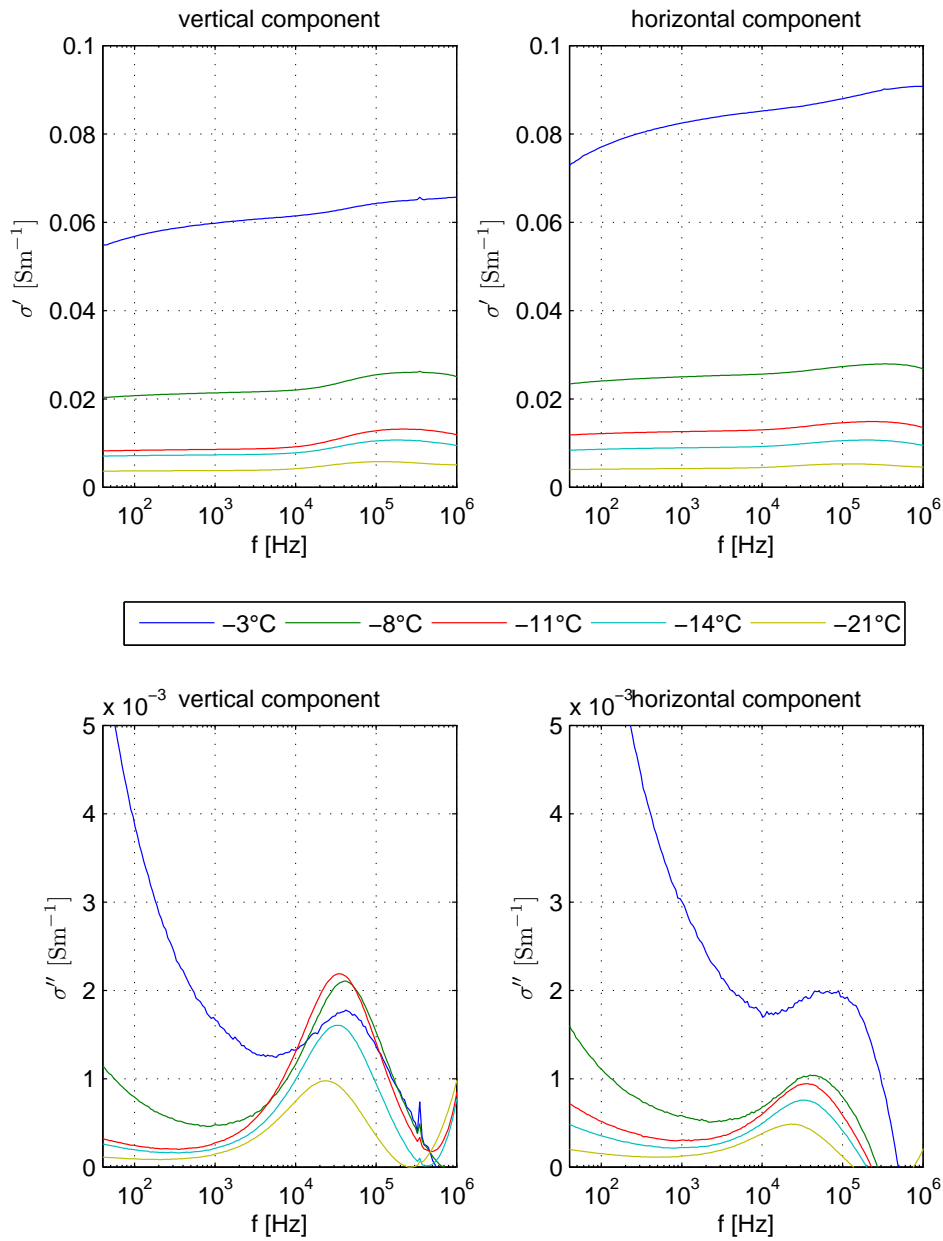 vertical component
horizontal component
0.1
0.08
0.06
0.04
0.02
0
σ′ [Sm⁻¹]
10² 10³ 10⁴ 10⁵ 10⁶
f [Hz]
0.1
0.08
0.06
0.04
0.02
0
σ′ [Sm⁻¹]
10² 10³ 10⁴ 10⁵ 10⁶
f [Hz]
−3°C −8°C −11°C −14°C −21°C
x 10⁻³ vertical component
x 10⁻³ horizontal component
5
4
3
2
1
0
σ″ [Sm⁻¹]
10² 10³ 10⁴ 10⁵ 10⁶
f [Hz]
5
4
3
2
1
0
σ″ [Sm⁻¹]
10² 10³ 10⁴ 10⁵ 10⁶
f [Hz]